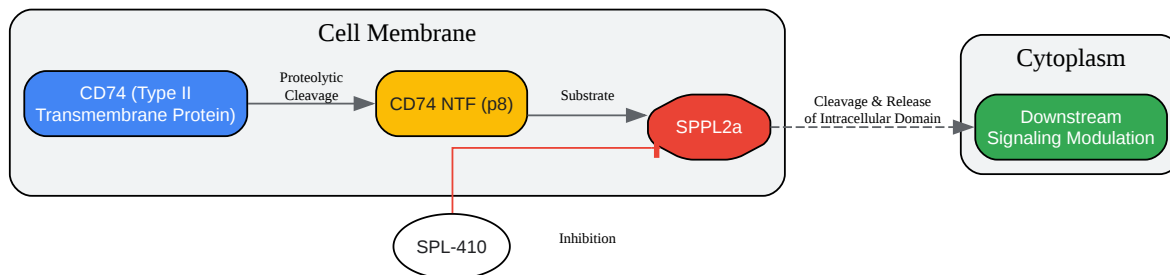 Cell Membrane
Cytoplasm
CD74 (Type II
Transmembrane Protein)
Proteolytic
Cleavage
CD74 NTF (p8)
Substrate
SPPL2a
Cleavage & Release
of Intracellular Domain
Downstream
Signaling Modulation
SPL-410
Inhibition